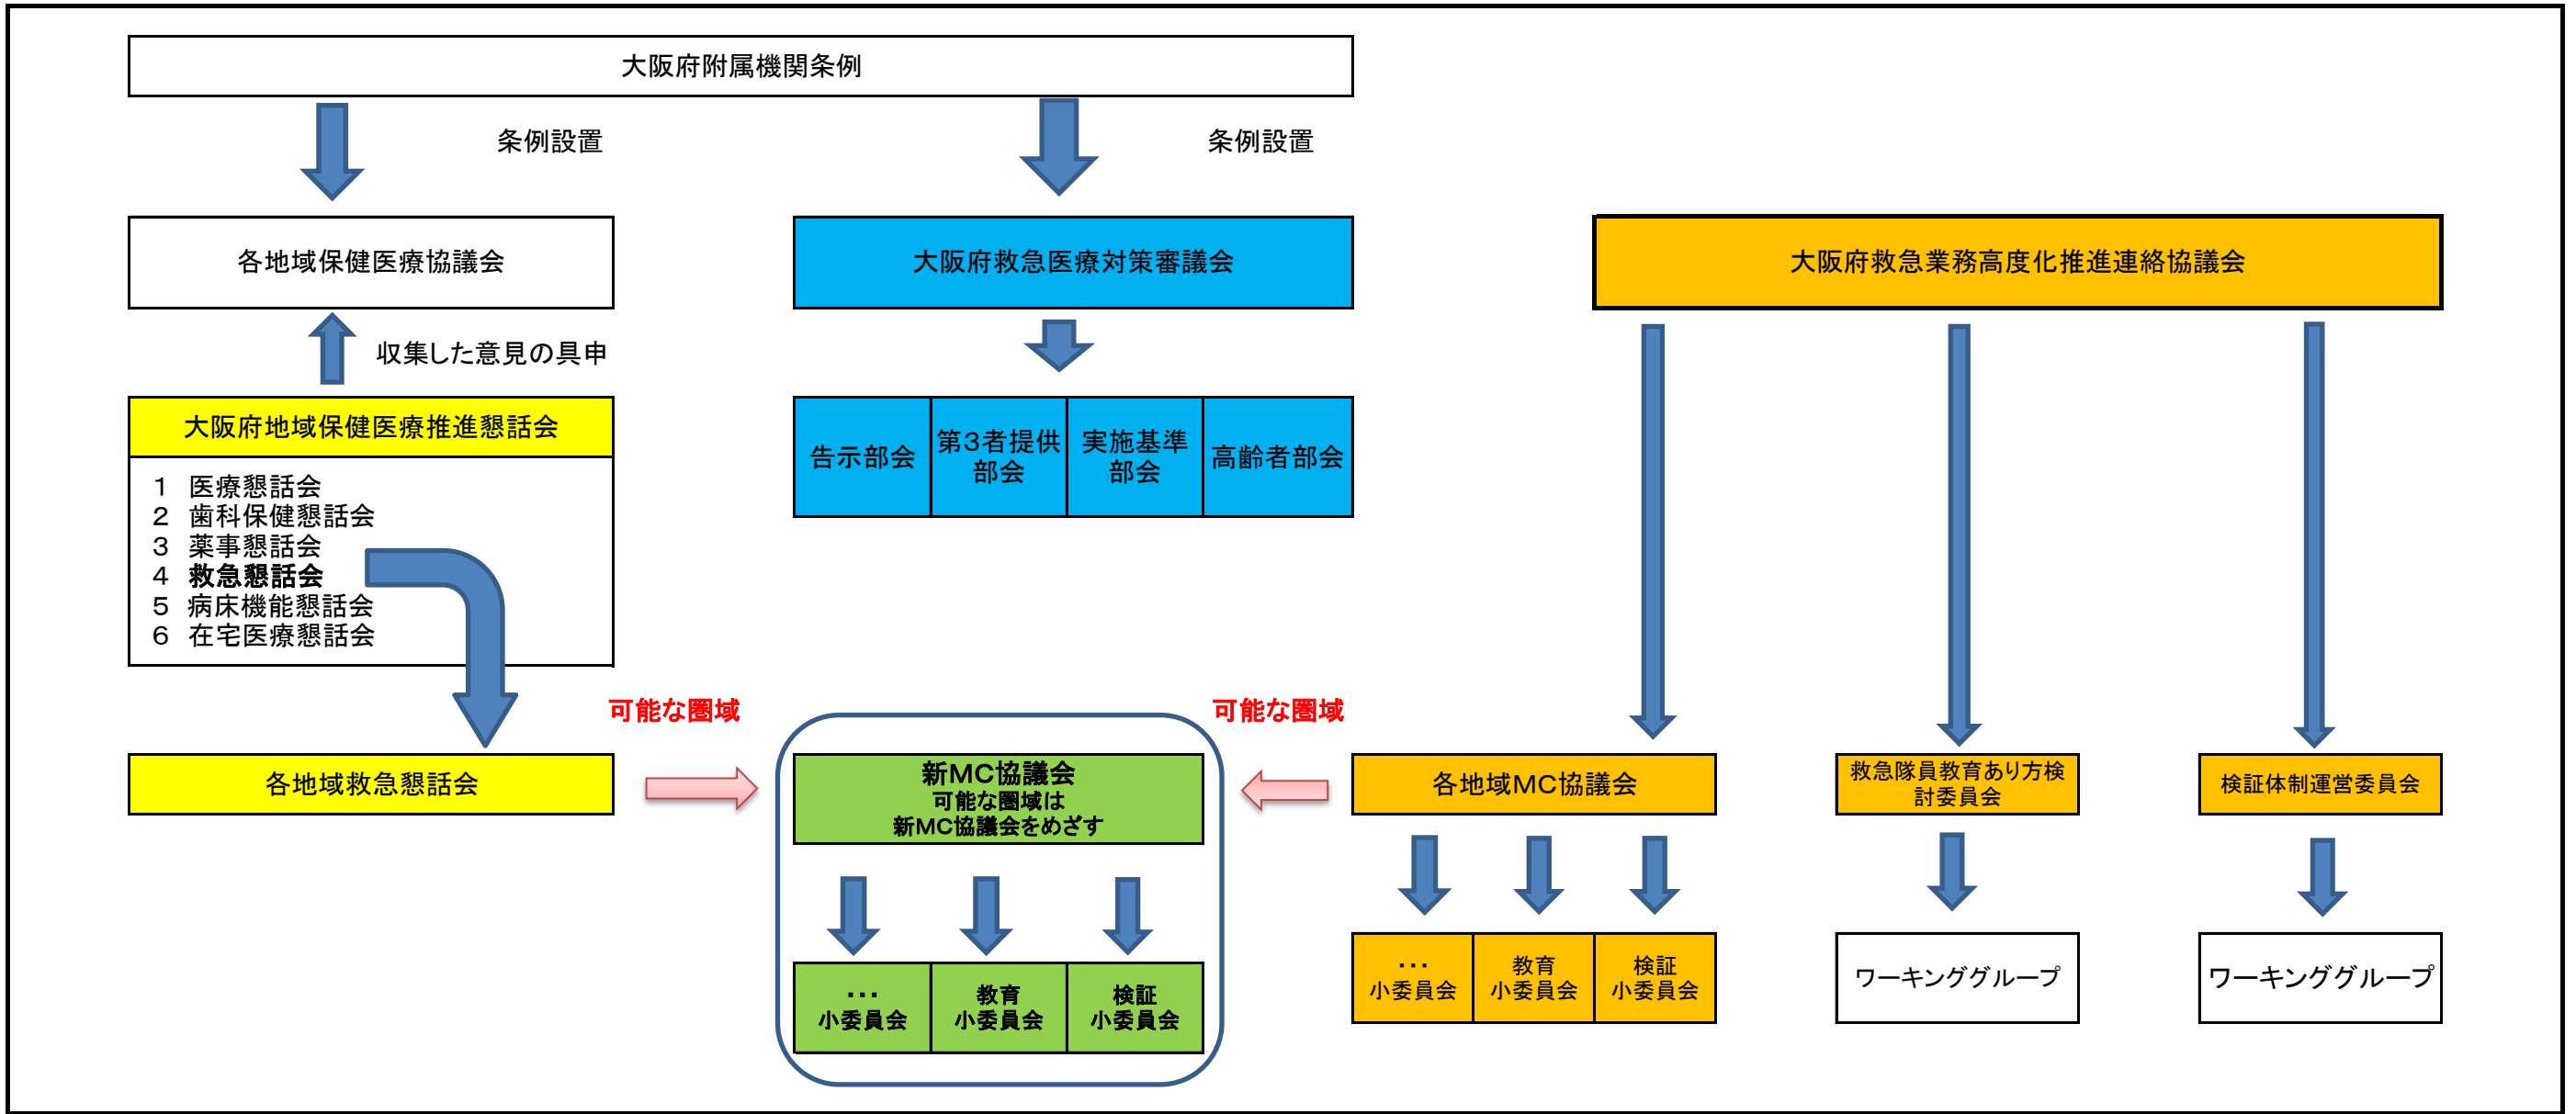 大阪府附属機関条例
条例設置
条例設置
各地域保健医療協議会
大阪府救急医療対策審議会
大阪府救急業務高度化推進連絡協議会
収集した意見の具申
大阪府地域保健医療推進懇話会
1 医療懇話会
2 歯科保健懇話会
3 薬事懇話会
4 救急懇話会
5 病床機能懇話会
6 在宅医療懇話会
告示部会
第3者提供
部会
実施基準
部会
高齢者部会
可能な圏域
可能な圏域
各地域救急懇話会
新MC協議会
可能な圏域は
新MC協議会をめざす
各地域MC協議会
救急隊員教育あり方検
討委員会
検証体制運営委員会
・・・
小委員会
教育
小委員会
検証
小委員会
・・・
小委員会
教育
小委員会
検証
小委員会
ワーキンググループ
ワーキンググループ